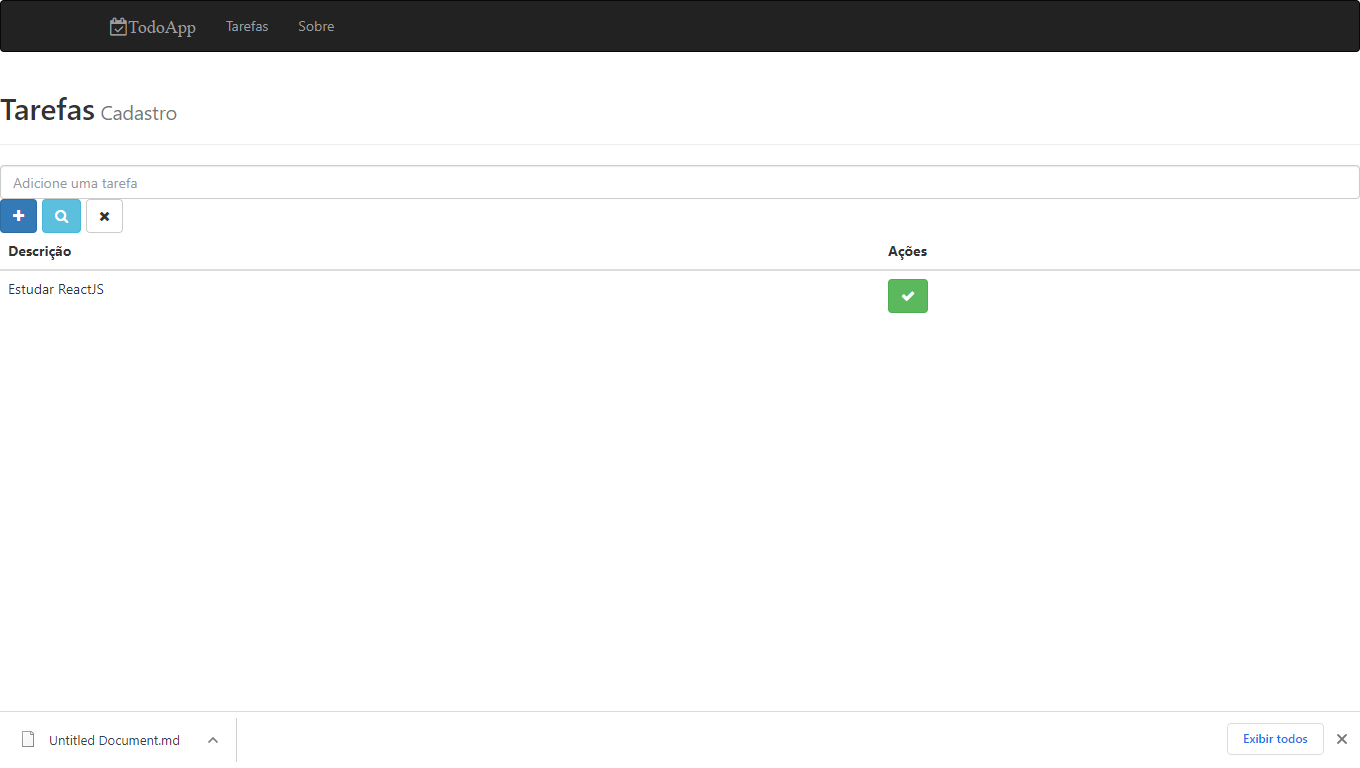 TodoApp Tarefas Sobre
Tarefas Cadastro
Adicione uma tarefa
Descrição Ações
Estudar ReactJS
Untitled Document.md Exibir todos